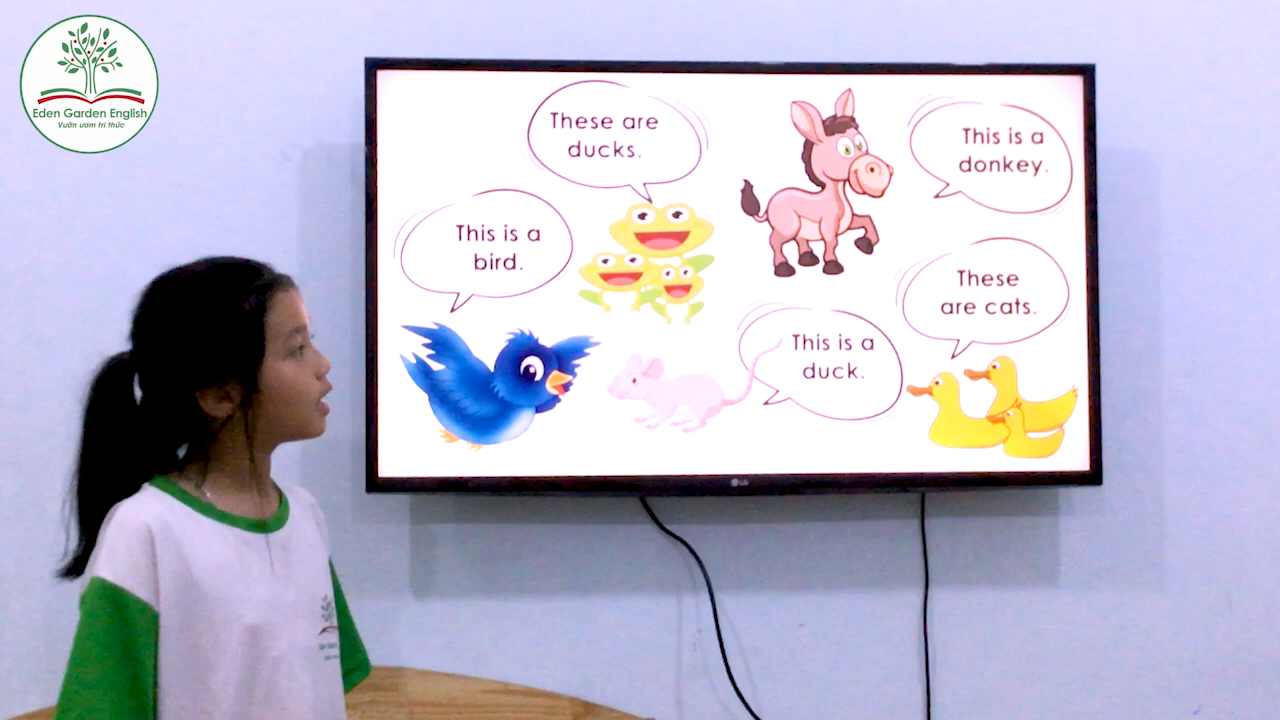 Eden Garden English
Vườn ươm tri thức
These are
ducks.
This is a
donkey.
This is a
bird.
These
are cats.
This is a
duck.
LG